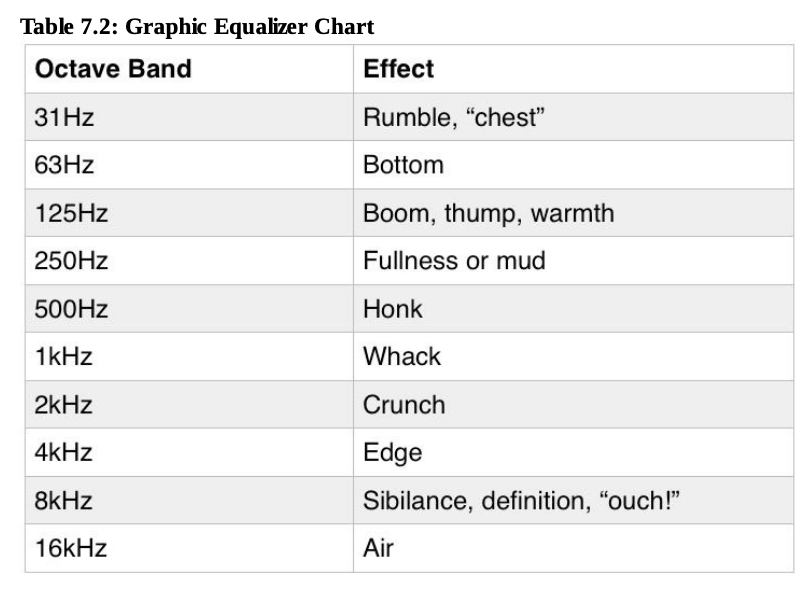 Table 7.2: Graphic Equalizer Chart
Octave Band Effect
31Hz Rumble, “chest”
63Hz Bottom
125Hz Boom, thump, warmth
250Hz Fullness or mud
500Hz Honk
1kHz Whack
2kHz Crunch
4kHz Edge
8kHz Sibilance, definition, “ouch!”
16kHz Air